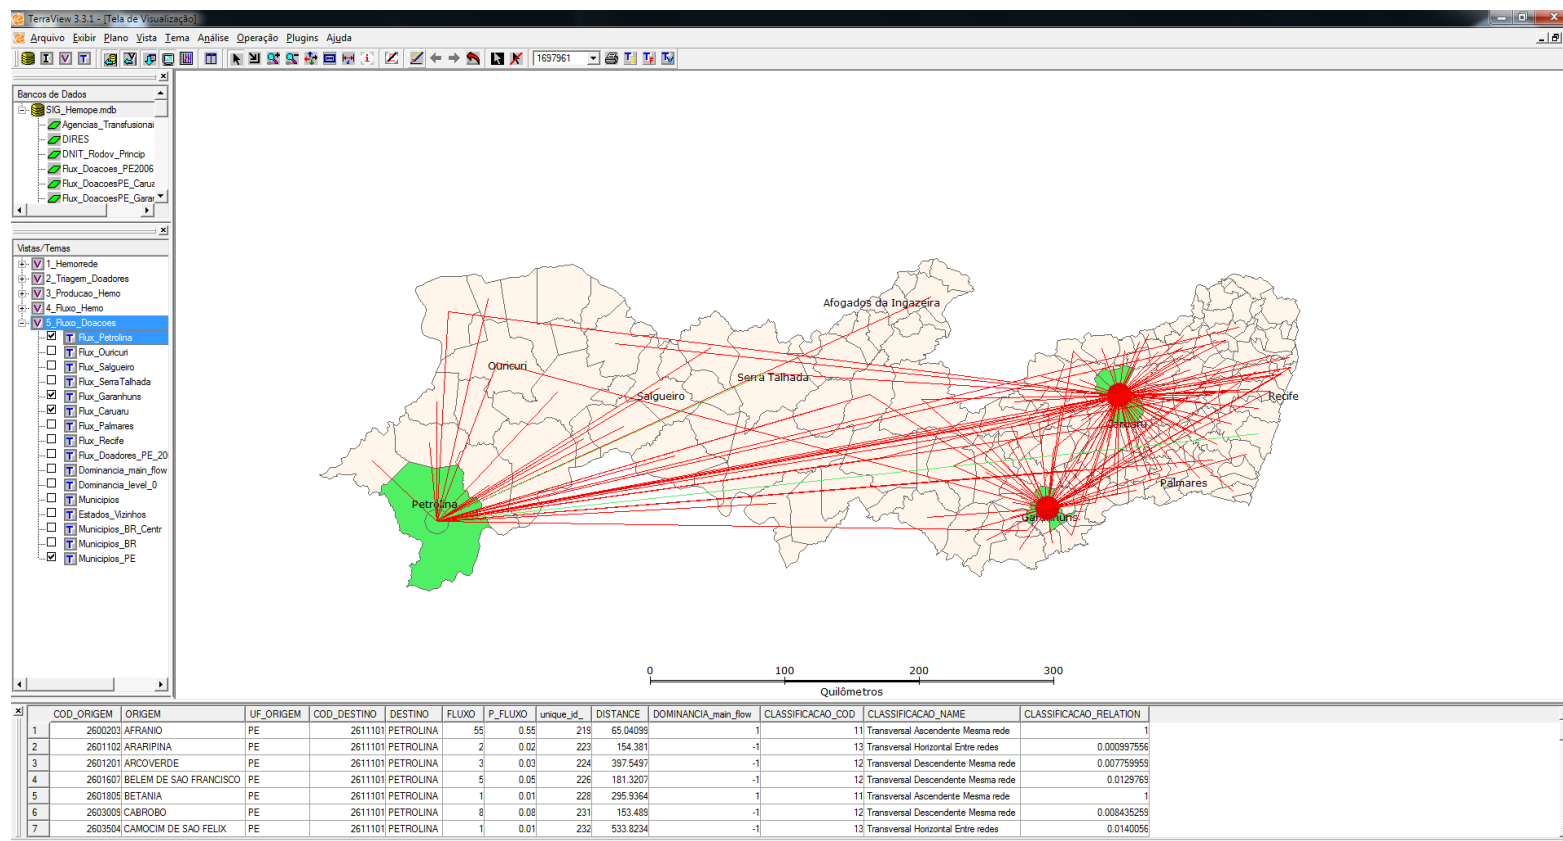 TerraView 3.3.1 - [Tela de Visualização]
Arquivo Exibir Plano Vista Tema Análise Operação Plugins Ajuda
I V T 1697961
Bancos de Dados
SIG_Hemope.mdb
Agencias_Transfusionai
DIRES
DNIT_Rodov_Princip
Flux_Doacoes_PE2006
Flux_DoacoesPE_Carua
Flux_DoacoesPE_Garan
Vistas/Temas
1_Hemorrede
2_Triagem_Doadores
3_Producao_Hemo
4_Fluxo_Hemo
5_Fluxo_Doacoes
Flux_Petrolina
Flux_Ouricuri
Flux_Salgueiro
Flux_SerraTalhada
Flux_Garanhuns
Flux_Caruaru
Flux_Palmares
Flux_Recife
Flux_Doadores_PE_20
Dominancia_main_flow
Dominancia_level_0
Municipios
Estados_Vizinhos
Municipios_BR_Centr
Municipios_BR
Municipios_PE
Afogados da Ingazeira
Ouricuri
Serra Talhada
Salgueiro
Recife
Caruaru
Palmares
Petrolina
Garanhuns
0 100 200 300
Quilômetros
COD_ORIGEM ORIGEM UF_ORIGEM COD_DESTINO DESTINO FLUXO P_FLUXO unique_id_ DISTANCE DOMINANCIA_main_flow CLASSIFICACAO_COD CLASSIFICACAO_NAME CLASSIFICACAO_RELATION
1 2600203 AFRANIO PE 2611101 PETROLINA 55 0.55 219 65.04099 1 11 Transversal Ascendente Mesma rede 1
2 2601102 ARARIPINA PE 2611101 PETROLINA 2 0.02 223 154.381 -1 13 Transversal Horizontal Entre redes 0.000997556
3 2601201 ARCOVERDE PE 2611101 PETROLINA 3 0.03 224 397.5497 -1 12 Transversal Descendente Mesma rede 0.007759959
4 2601607 BELEM DE SAO FRANCISCO PE 2611101 PETROLINA 5 0.05 226 181.3207 -1 12 Transversal Descendente Mesma rede 0.0129769
5 2601805 BETANIA PE 2611101 PETROLINA 1 0.01 228 295.9364 1 11 Transversal Ascendente Mesma rede 1
6 2603009 CABROBO PE 2611101 PETROLINA 8 0.08 231 153.489 -1 12 Transversal Descendente Mesma rede 0.008435259
7 2603504 CAMOCIM DE SAO FELIX PE 2611101 PETROLINA 1 0.01 232 533.8234 -1 13 Transversal Horizontal Entre redes 0.0140056